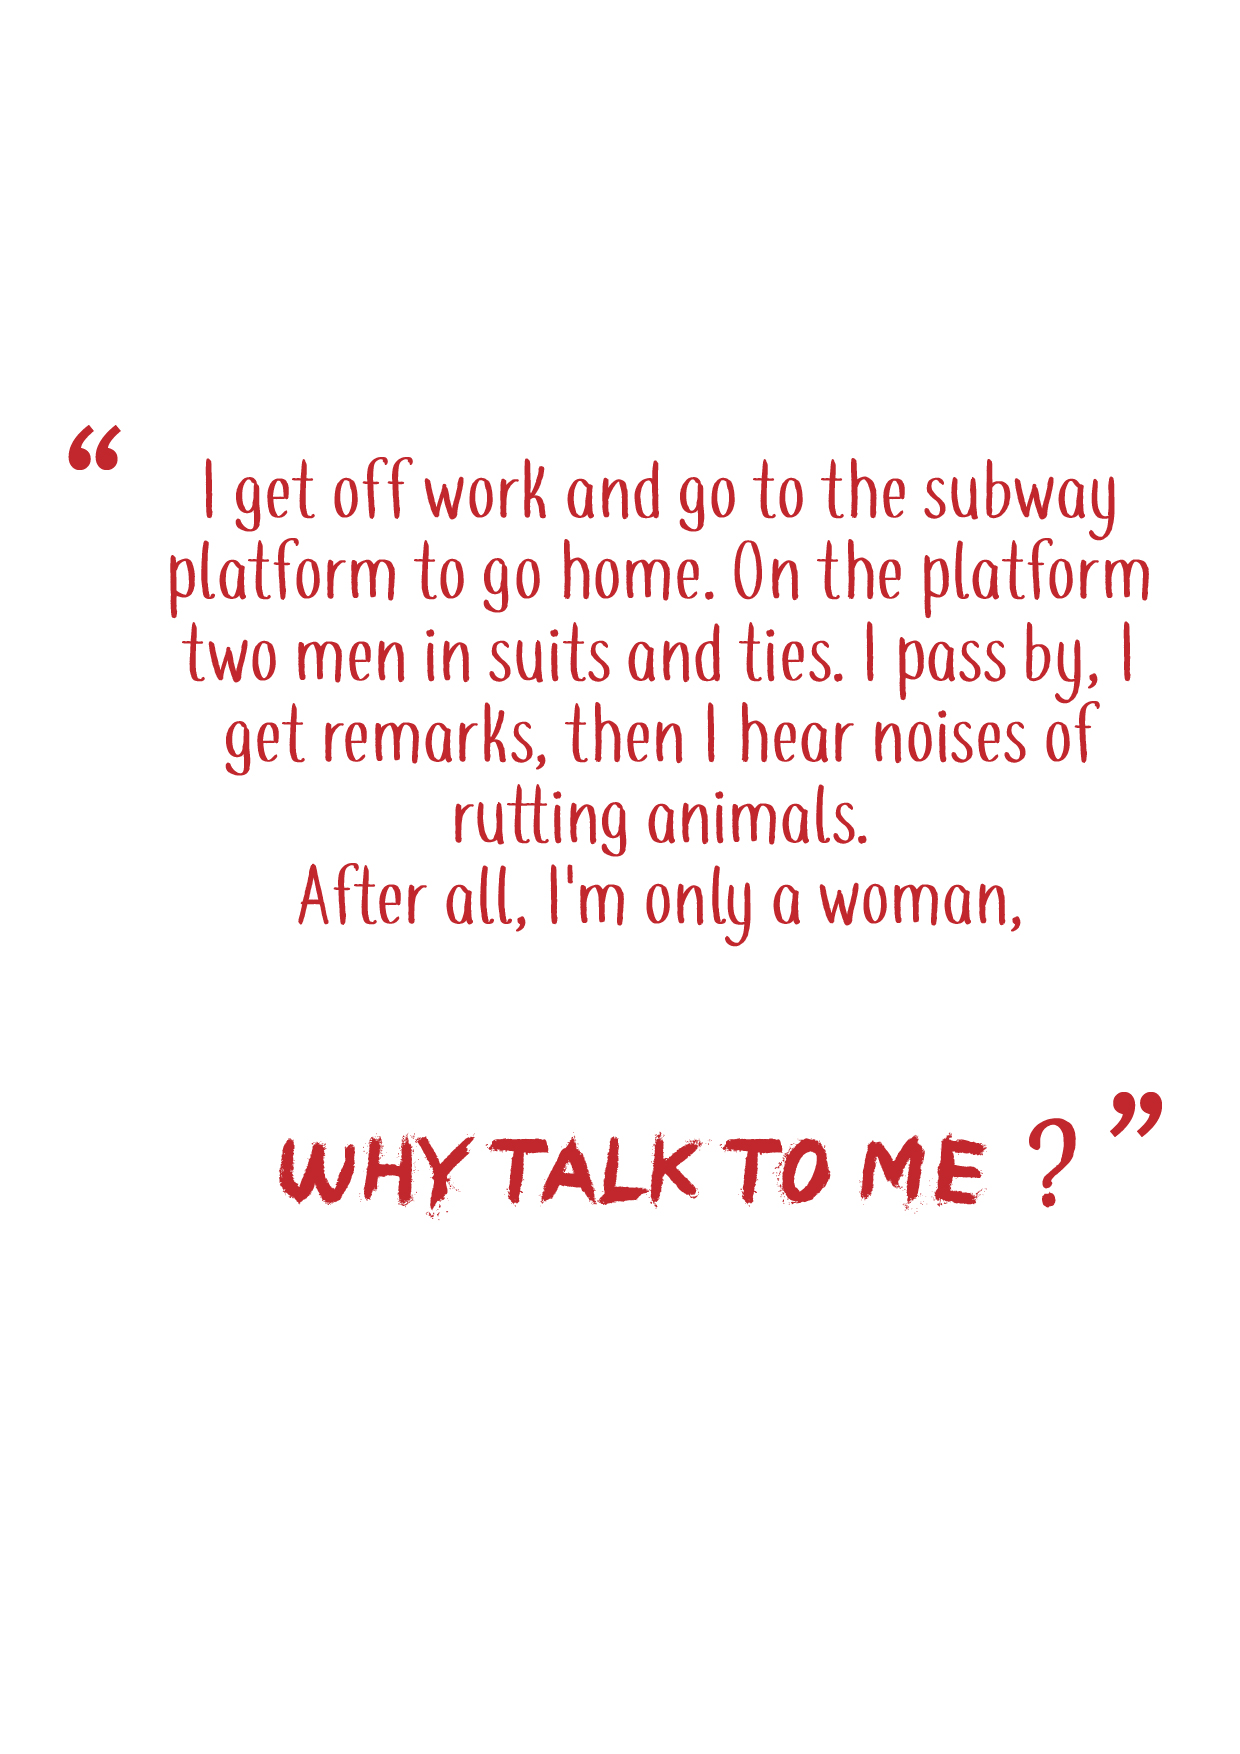 “ I get off work and go to the subway
platform to go home. On the platform
two men in suits and ties. I pass by, I
get remarks, then I hear noises of
rutting animals.
After all, I'm only a woman,
WHY TALK TO ME ? ”